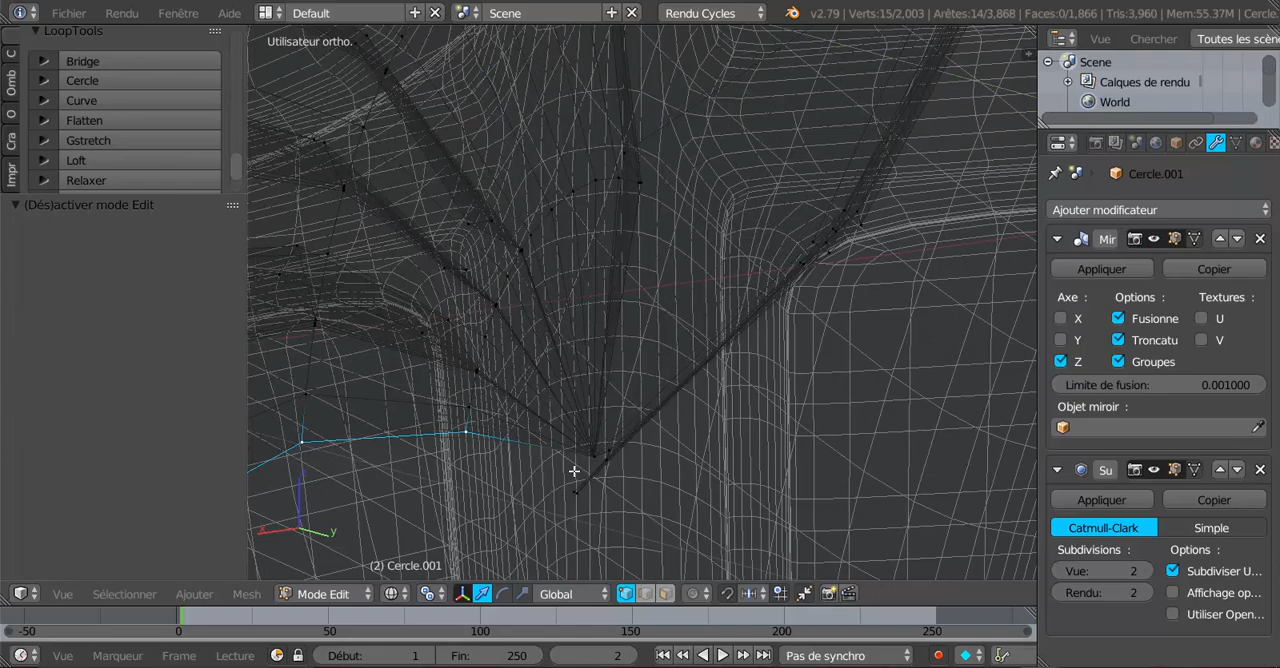 Fichier Rendu Fenêtre Aide Default Scene Rendu Cycles v2.79 | Verts:15/2,003 | Arêtes:14/3,868 | Faces:0/1,866 | Tris:3,960 | Mem:55.37M | Cercle.
LoopTools
Bridge
Cercle
Curve
Flatten
Gstretch
Loft
Relaxer
(Dés)activer mode Edit
C
Omb
O
Cra
Impr
Utilisateur ortho.
x
y
(2) Cercle.001
Vue Sélectionner Ajouter Mesh Mode Edit Global
-50 0 50 100 150 200 250
Vue Marqueur Frame Lecture Début: 1 Fin: 250 2 Pas de synchro
Vue Chercher Toutes les scèn
Scene
Calques de rendu
World
Cercle.001
Ajouter modificateur
Mir
Appliquer Copier
Axe : Options : Textures :
X Fusionne U
Y Troncatu V
Z Groupes
Limite de fusion: 0.001000
Objet miroir :
Su
Appliquer Copier
Catmull-Clark Simple
Subdivisions : Options :
Vue: 2 Subdiviser U...
Rendu: 2 Affichage op...
Utiliser Open...